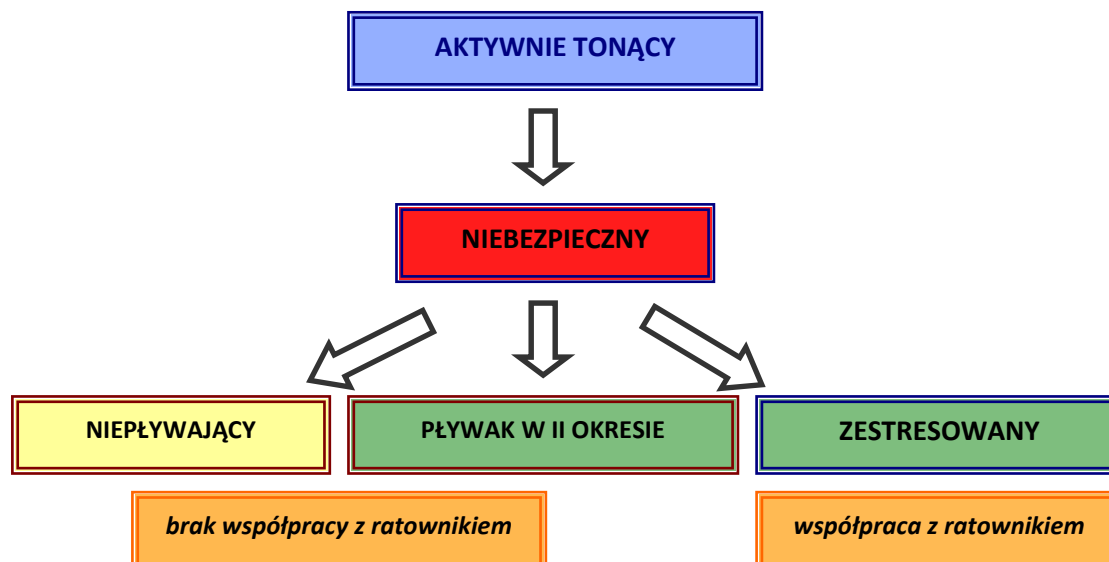 AKTYWNIE TONĄCY
NIEBEZPIECZNY
NIEPŁYWAJĄCY
PŁYWAK W II OKRESIE
ZESTRESOWANY
brak współpracy z ratownikiem
współpraca z ratownikiem